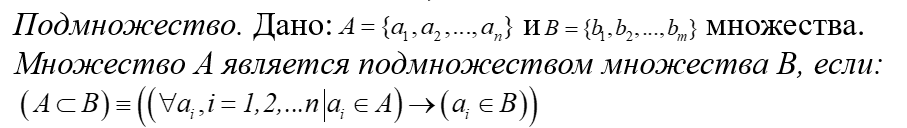 Подмножество. Дано: A = {a₁,a₂,...,aₙ} и B = {b₁,b₂,...,bₘ} множества.
Множество A является подмножеством множества B, если:
(A ⊂ B) ≡ ((∀aᵢ, i = 1,2,...n|aᵢ ∈ A) → (aᵢ ∈ B))